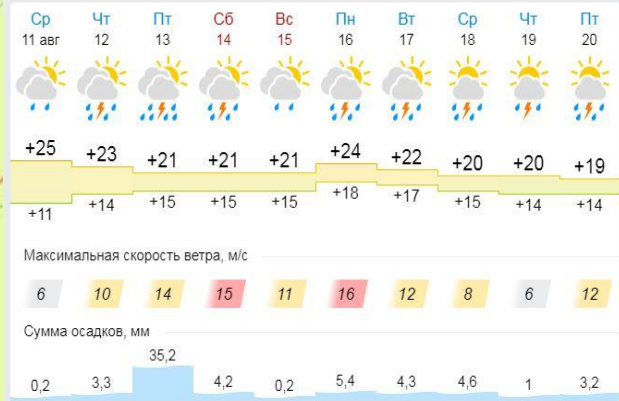 Ср Чт Пт Сб Вс Пн Вт Ср Чт Пт
11 авг 12 13 14 15 16 17 18 19 20
+25 +23 +21 +21 +21 +24 +22 +20 +20 +19
+11 +14 +15 +15 +15 +18 +17 +15 +14 +14
Максимальная скорость ветра, м/с
6 10 14 15 11 16 12 8 6 12
Сумма осадков, мм
0,2 3,3 35,2 4,2 0,2 5,4 4,3 4,6 1 3,2